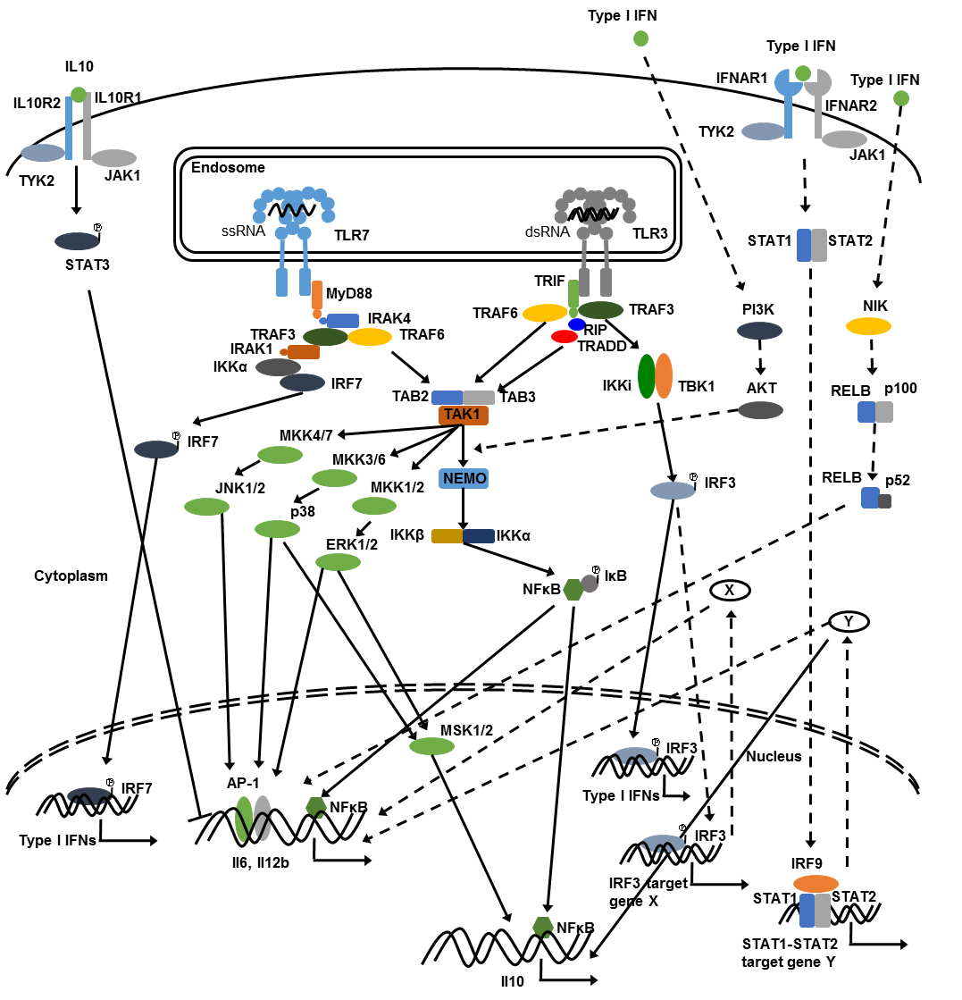 Type I IFN
Type I IFN
Type I IFN
IL10
IL10R2
IL10R1
IFNAR1
IFNAR2
TYK2
JAK1
TYK2
JAK1
Endosome
ssRNA
TLR7
dsRNA
TLR3
P
STAT3
STAT1
STAT2
MyD88
IRAK4
TRAF3
TRAF6
IRAK1
IKKα
IRF7
TRIF
TRAF6
TRAF3
RIP
TRADD
PI3K
NIK
TAB2
TAB3
TAK1
IKKi
TBK1
AKT
RELB
p100
P
IRF7
MKK4/7
MKK3/6
MKK1/2
NEMO
JNK1/2
p38
ERK1/2
IKKβ
IKKα
P
IRF3
RELB
p52
Cytoplasm
NFκB
P
IκB
X
Y
MSK1/2
P
IRF3
Nucleus
Type I IFNs
P
IRF7
Type I IFNs
AP-1
NFκB
Il6, Il12b
P
IRF3
IRF3 target
gene X
IRF9
STAT1
STAT2
STAT1-STAT2
target gene Y
NFκB
Il10